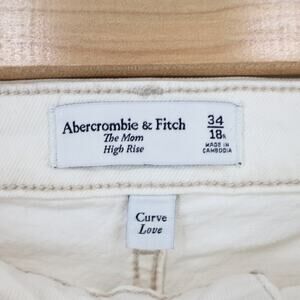 Abercrombie & Fitch
The Mom
High Rise
34
18R
MADE IN
CAMBODIA
Curve
Love